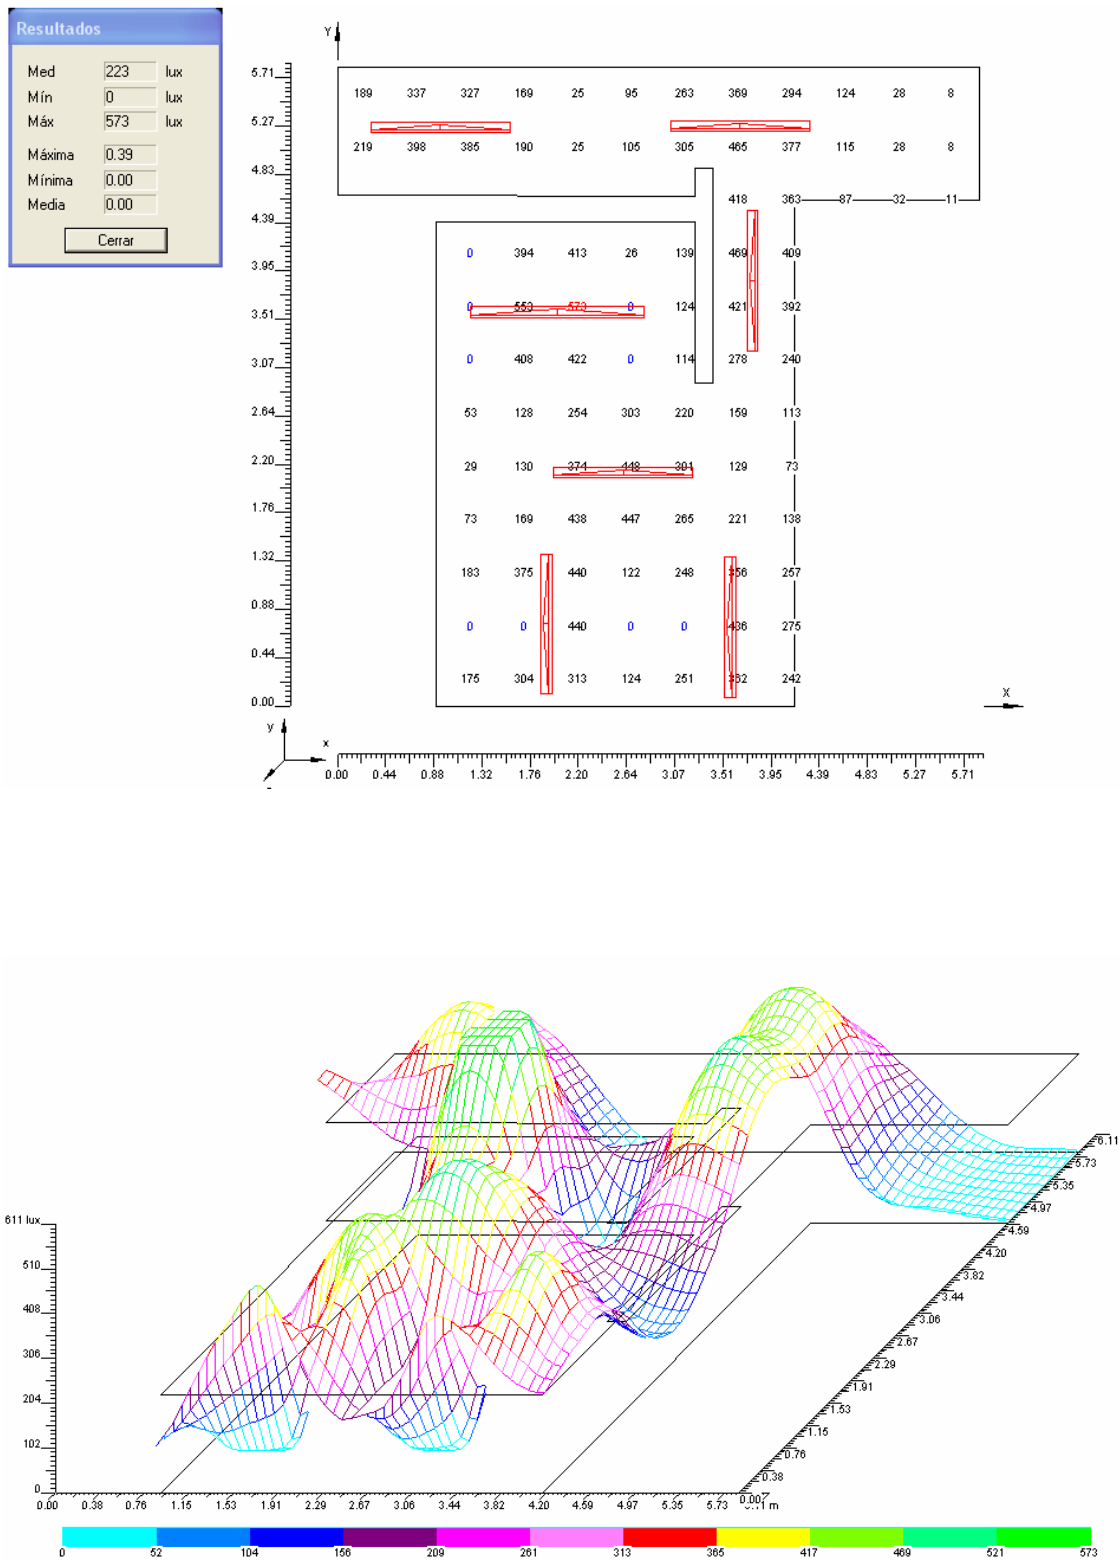 Resultados
Med 223 lux
Mín 0 lux
Máx 573 lux
Máxima 0.39
Mínima 0.00
Media 0.00
Cerrar
Y
5.71
189 337 327 169 25 95 263 369 294 124 28 8
5.27
219 398 385 190 25 105 305 465 377 115 28 8
4.83
418 363 87 32 11
4.39
0 394 413 26 139 469 409
3.95
0 553 573 0 124 421 392
3.51
0 408 422 0 114 278 240
3.07
53 128 254 303 220 159 113
2.64
29 130 374 448 301 129 73
2.20
73 169 438 447 265 221 138
1.76
1.32
183 375 440 122 248 356 257
0.88
0 0 440 0 0 436 275
0.44
175 304 313 124 251 332 242
0.00
X
y
x
0.00 0.44 0.88 1.32 1.76 2.20 2.64 3.07 3.51 3.95 4.39 4.83 5.27 5.71
6.11
5.73
5.35
4.97
4.59
4.20
3.82
3.44
3.06
2.67
2.29
1.91
1.53
1.15
0.76
0.38
0.00
611 lux
510
408
306
204
102
0
0.00 0.38 0.76 1.15 1.53 1.91 2.29 2.67 3.06 3.44 3.82 4.20 4.59 4.97 5.35 5.73 m
0 52 104 156 209 261 313 365 417 469 521 573